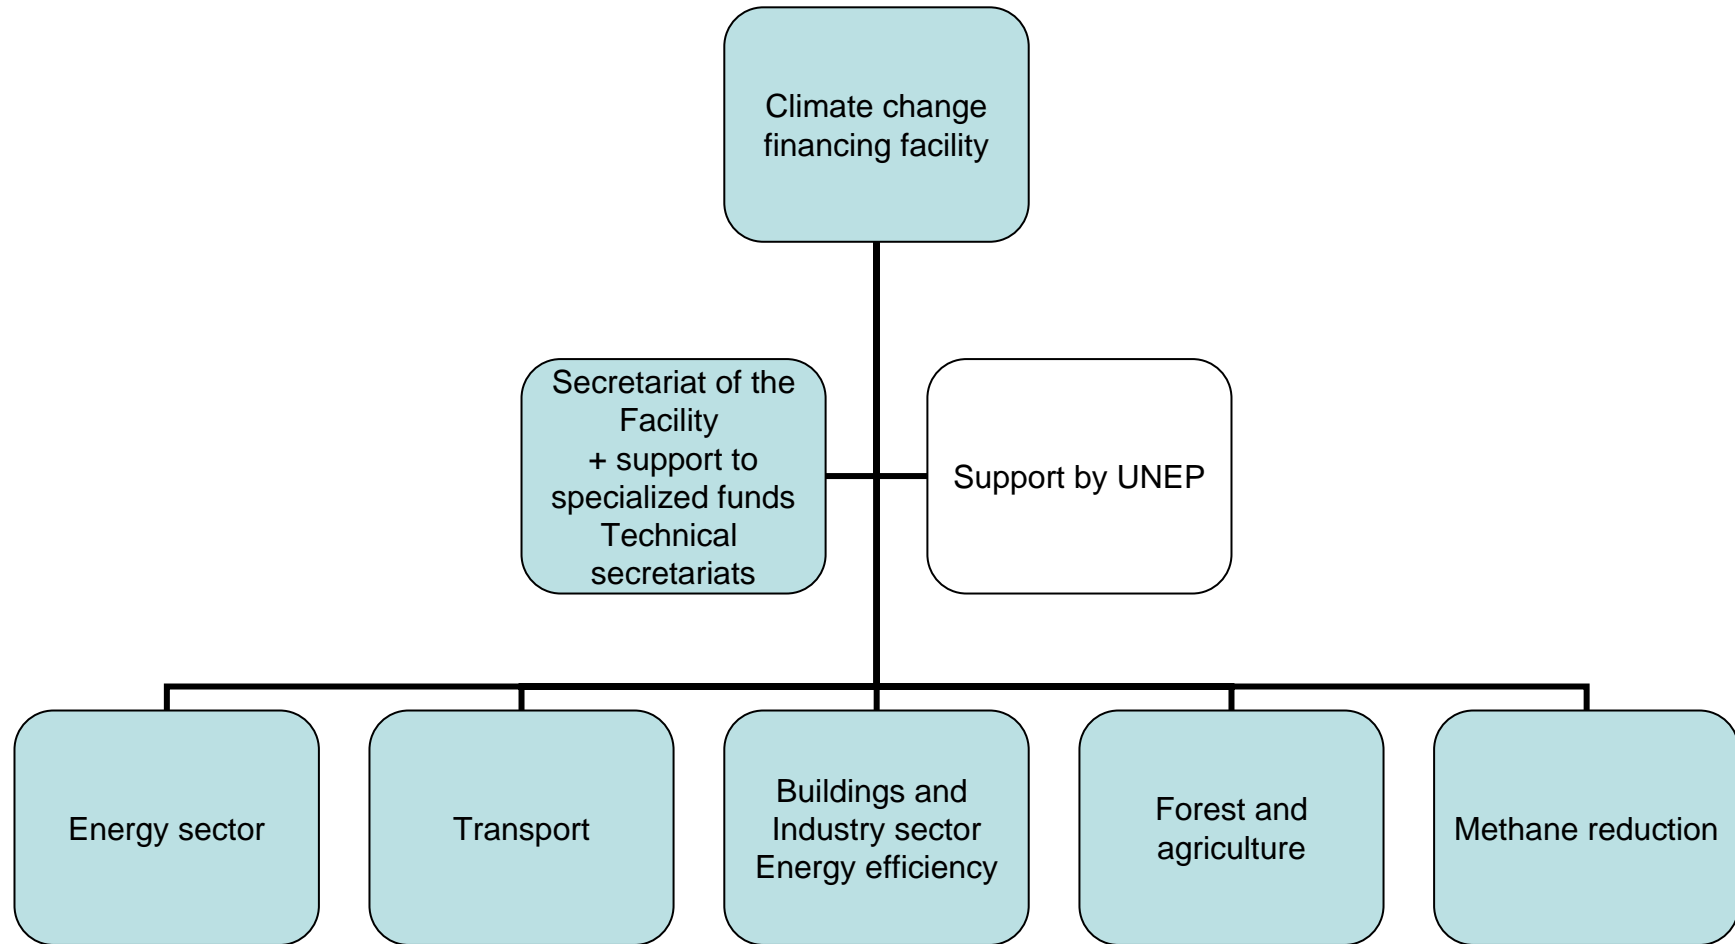 Climate change
financing facility
Secretariat of the
Facility
+ support to
specialized funds
Technical
secretariats
Support by UNEP
Energy sector
Transport
Buildings and
Industry sector
Energy efficiency
Forest and
agriculture
Methane reduction